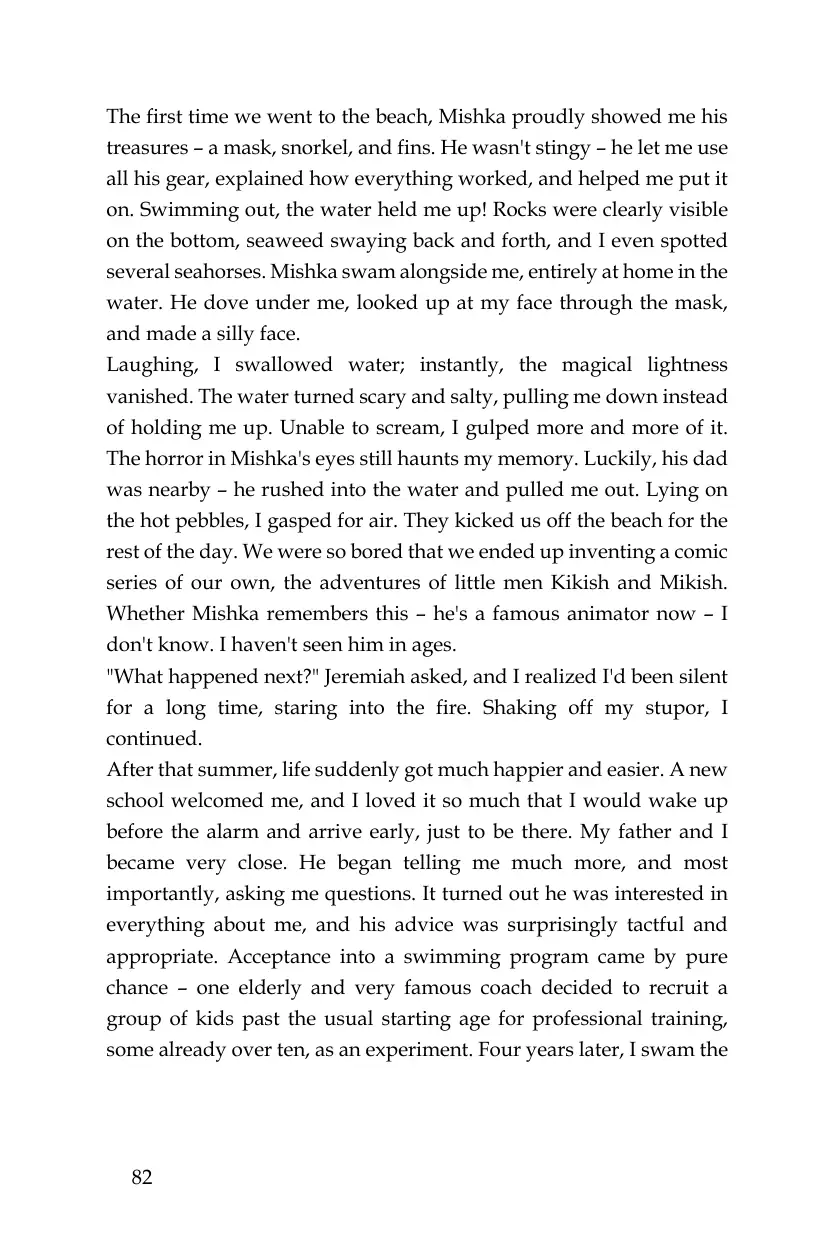 The first time we went to the beach, Mishka proudly showed me his
treasures – a mask, snorkel, and fins. He wasn't stingy – he let me use
all his gear, explained how everything worked, and helped me put it
on. Swimming out, the water held me up! Rocks were clearly visible
on the bottom, seaweed swaying back and forth, and I even spotted
several seahorses. Mishka swam alongside me, entirely at home in the
water. He dove under me, looked up at my face through the mask,
and made a silly face.
Laughing, I swallowed water; instantly, the magical lightness
vanished. The water turned scary and salty, pulling me down instead
of holding me up. Unable to scream, I gulped more and more of it.
The horror in Mishka's eyes still haunts my memory. Luckily, his dad
was nearby – he rushed into the water and pulled me out. Lying on
the hot pebbles, I gasped for air. They kicked us off the beach for the
rest of the day. We were so bored that we ended up inventing a comic
series of our own, the adventures of little men Kikish and Mikish.
Whether Mishka remembers this – he's a famous animator now – I
don't know. I haven't seen him in ages.
"What happened next?" Jeremiah asked, and I realized I'd been silent
for a long time, staring into the fire. Shaking off my stupor, I
continued.
After that summer, life suddenly got much happier and easier. A new
school welcomed me, and I loved it so much that I would wake up
before the alarm and arrive early, just to be there. My father and I
became very close. He began telling me much more, and most
importantly, asking me questions. It turned out he was interested in
everything about me, and his advice was surprisingly tactful and
appropriate. Acceptance into a swimming program came by pure
chance – one elderly and very famous coach decided to recruit a
group of kids past the usual starting age for professional training,
some already over ten, as an experiment. Four years later, I swam the
82